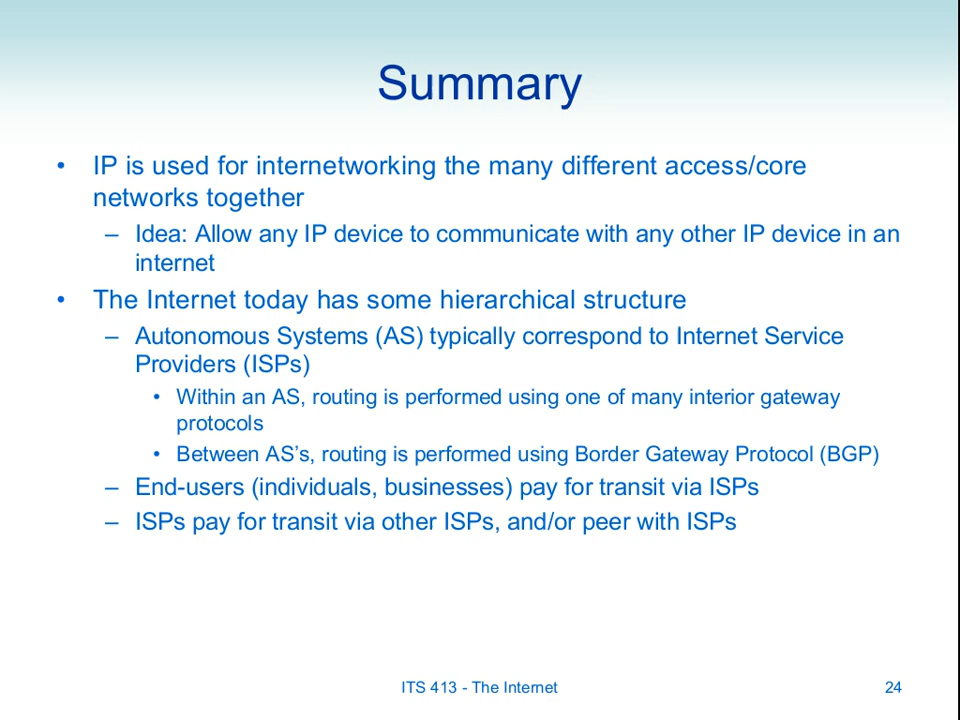 Summary
• IP is used for internetworking the many different access/core
networks together
– Idea: Allow any IP device to communicate with any other IP device in an
internet
• The Internet today has some hierarchical structure
– Autonomous Systems (AS) typically correspond to Internet Service
Providers (ISPs)
• Within an AS, routing is performed using one of many interior gateway
protocols
• Between AS’s, routing is performed using Border Gateway Protocol (BGP)
– End-users (individuals, businesses) pay for transit via ISPs
– ISPs pay for transit via other ISPs, and/or peer with ISPs
ITS 413 - The Internet
24